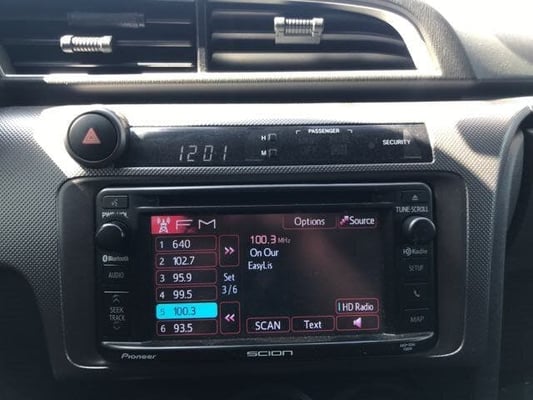 PASSENGER
12:01 H
M
SECURITY
PWR·VOL
FM
Options
Source
TUNE·SCROLL
1 640
2 102.7
3 95.9
4 99.5
5 100.3
6 93.5
Set
3/6
100.3 MHz
On Our
EasyLis
HD Radio
SCAN
Text
Bluetooth
AUDIO
SEEK
TRACK
HD Radio
SETUP
MAP
Pioneer
SCION